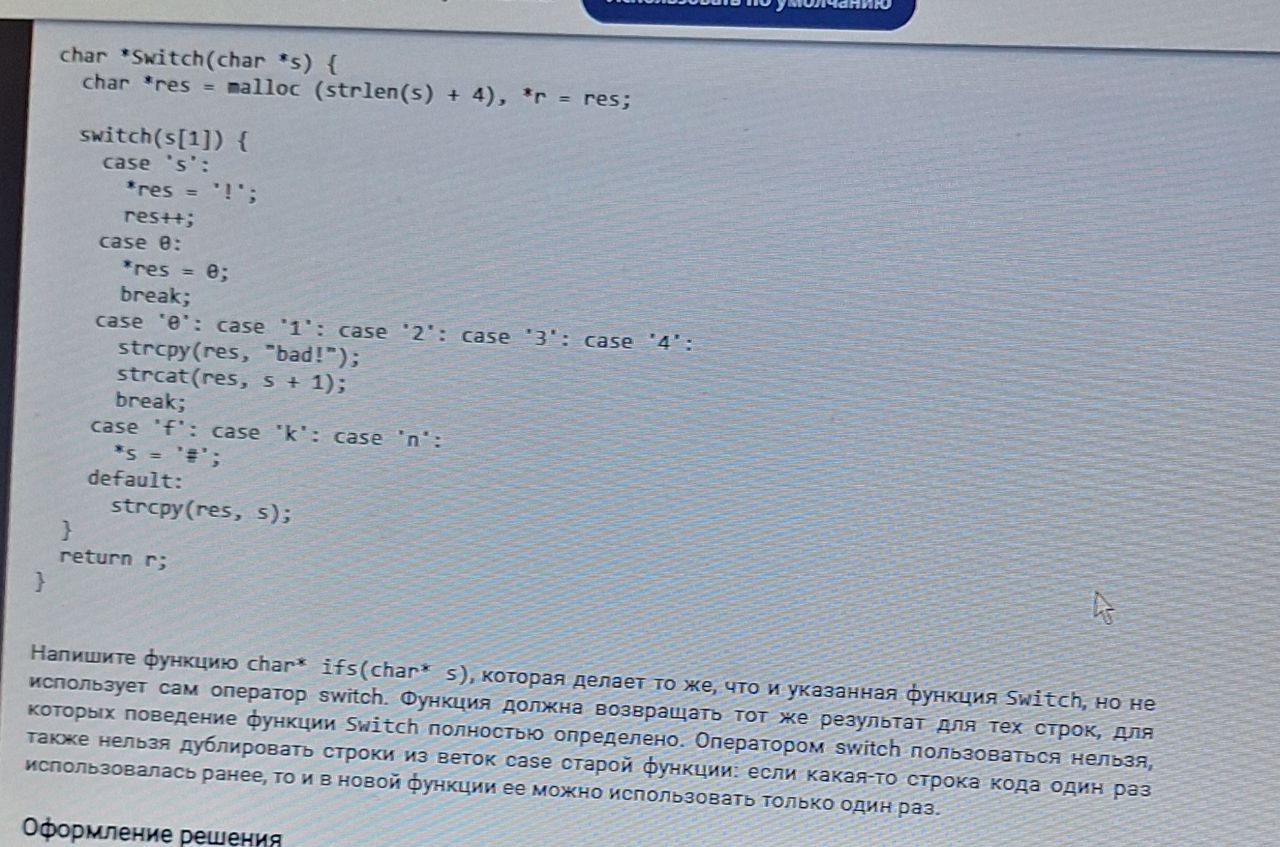 Использовать по умолчанию
char *Switch(char *s) {
char *res = malloc (strlen(s) + 4), *r = res;
switch(s[1]) {
case 's':
*res = '!';
res++;
case 0:
*res = 0;
break;
case '0': case '1': case '2': case '3': case '4':
strcpy(res, "bad!");
strcat(res, s + 1);
break;
case 'f': case 'k': case 'n':
*s = '#';
default:
strcpy(res, s);
}
return r;
}
Напишите функцию char* ifs(char* s), которая делает то же, что и указанная функция Switch, но не
использует сам оператор switch. Функция должна возвращать тот же результат для тех строк, для
которых поведение функции Switch полностью определено. Оператором switch пользоваться нельзя,
также нельзя дублировать строки из веток case старой функции: если какая-то строка кода один раз
использовалась ранее, то и в новой функции ее можно использовать только один раз.
Оформление решения